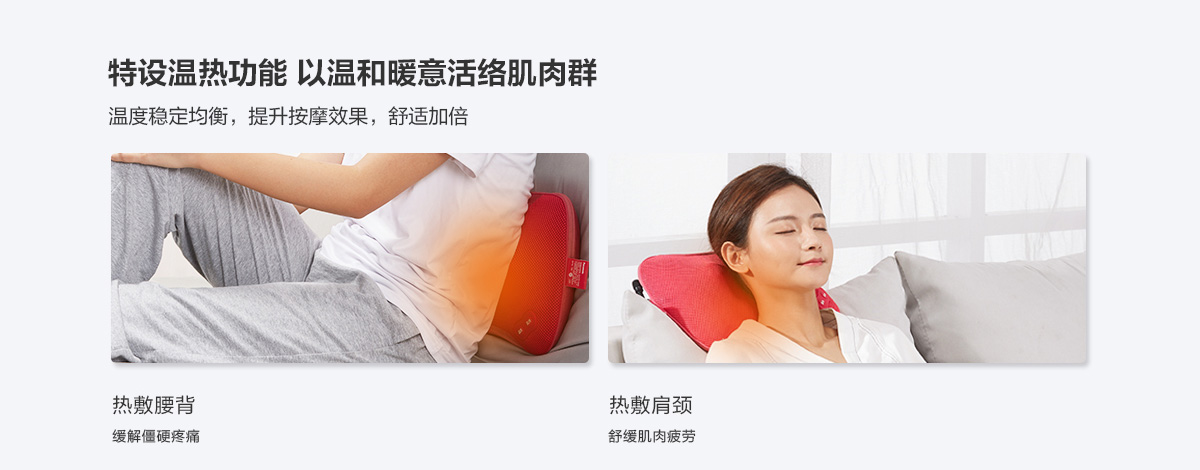 特设温热功能 以温和暖意活络肌肉群
温度稳定均衡，提升按摩效果，舒适加倍
热敷腰背
热敷肩颈
缓解僵硬疼痛
舒缓肌肉疲劳